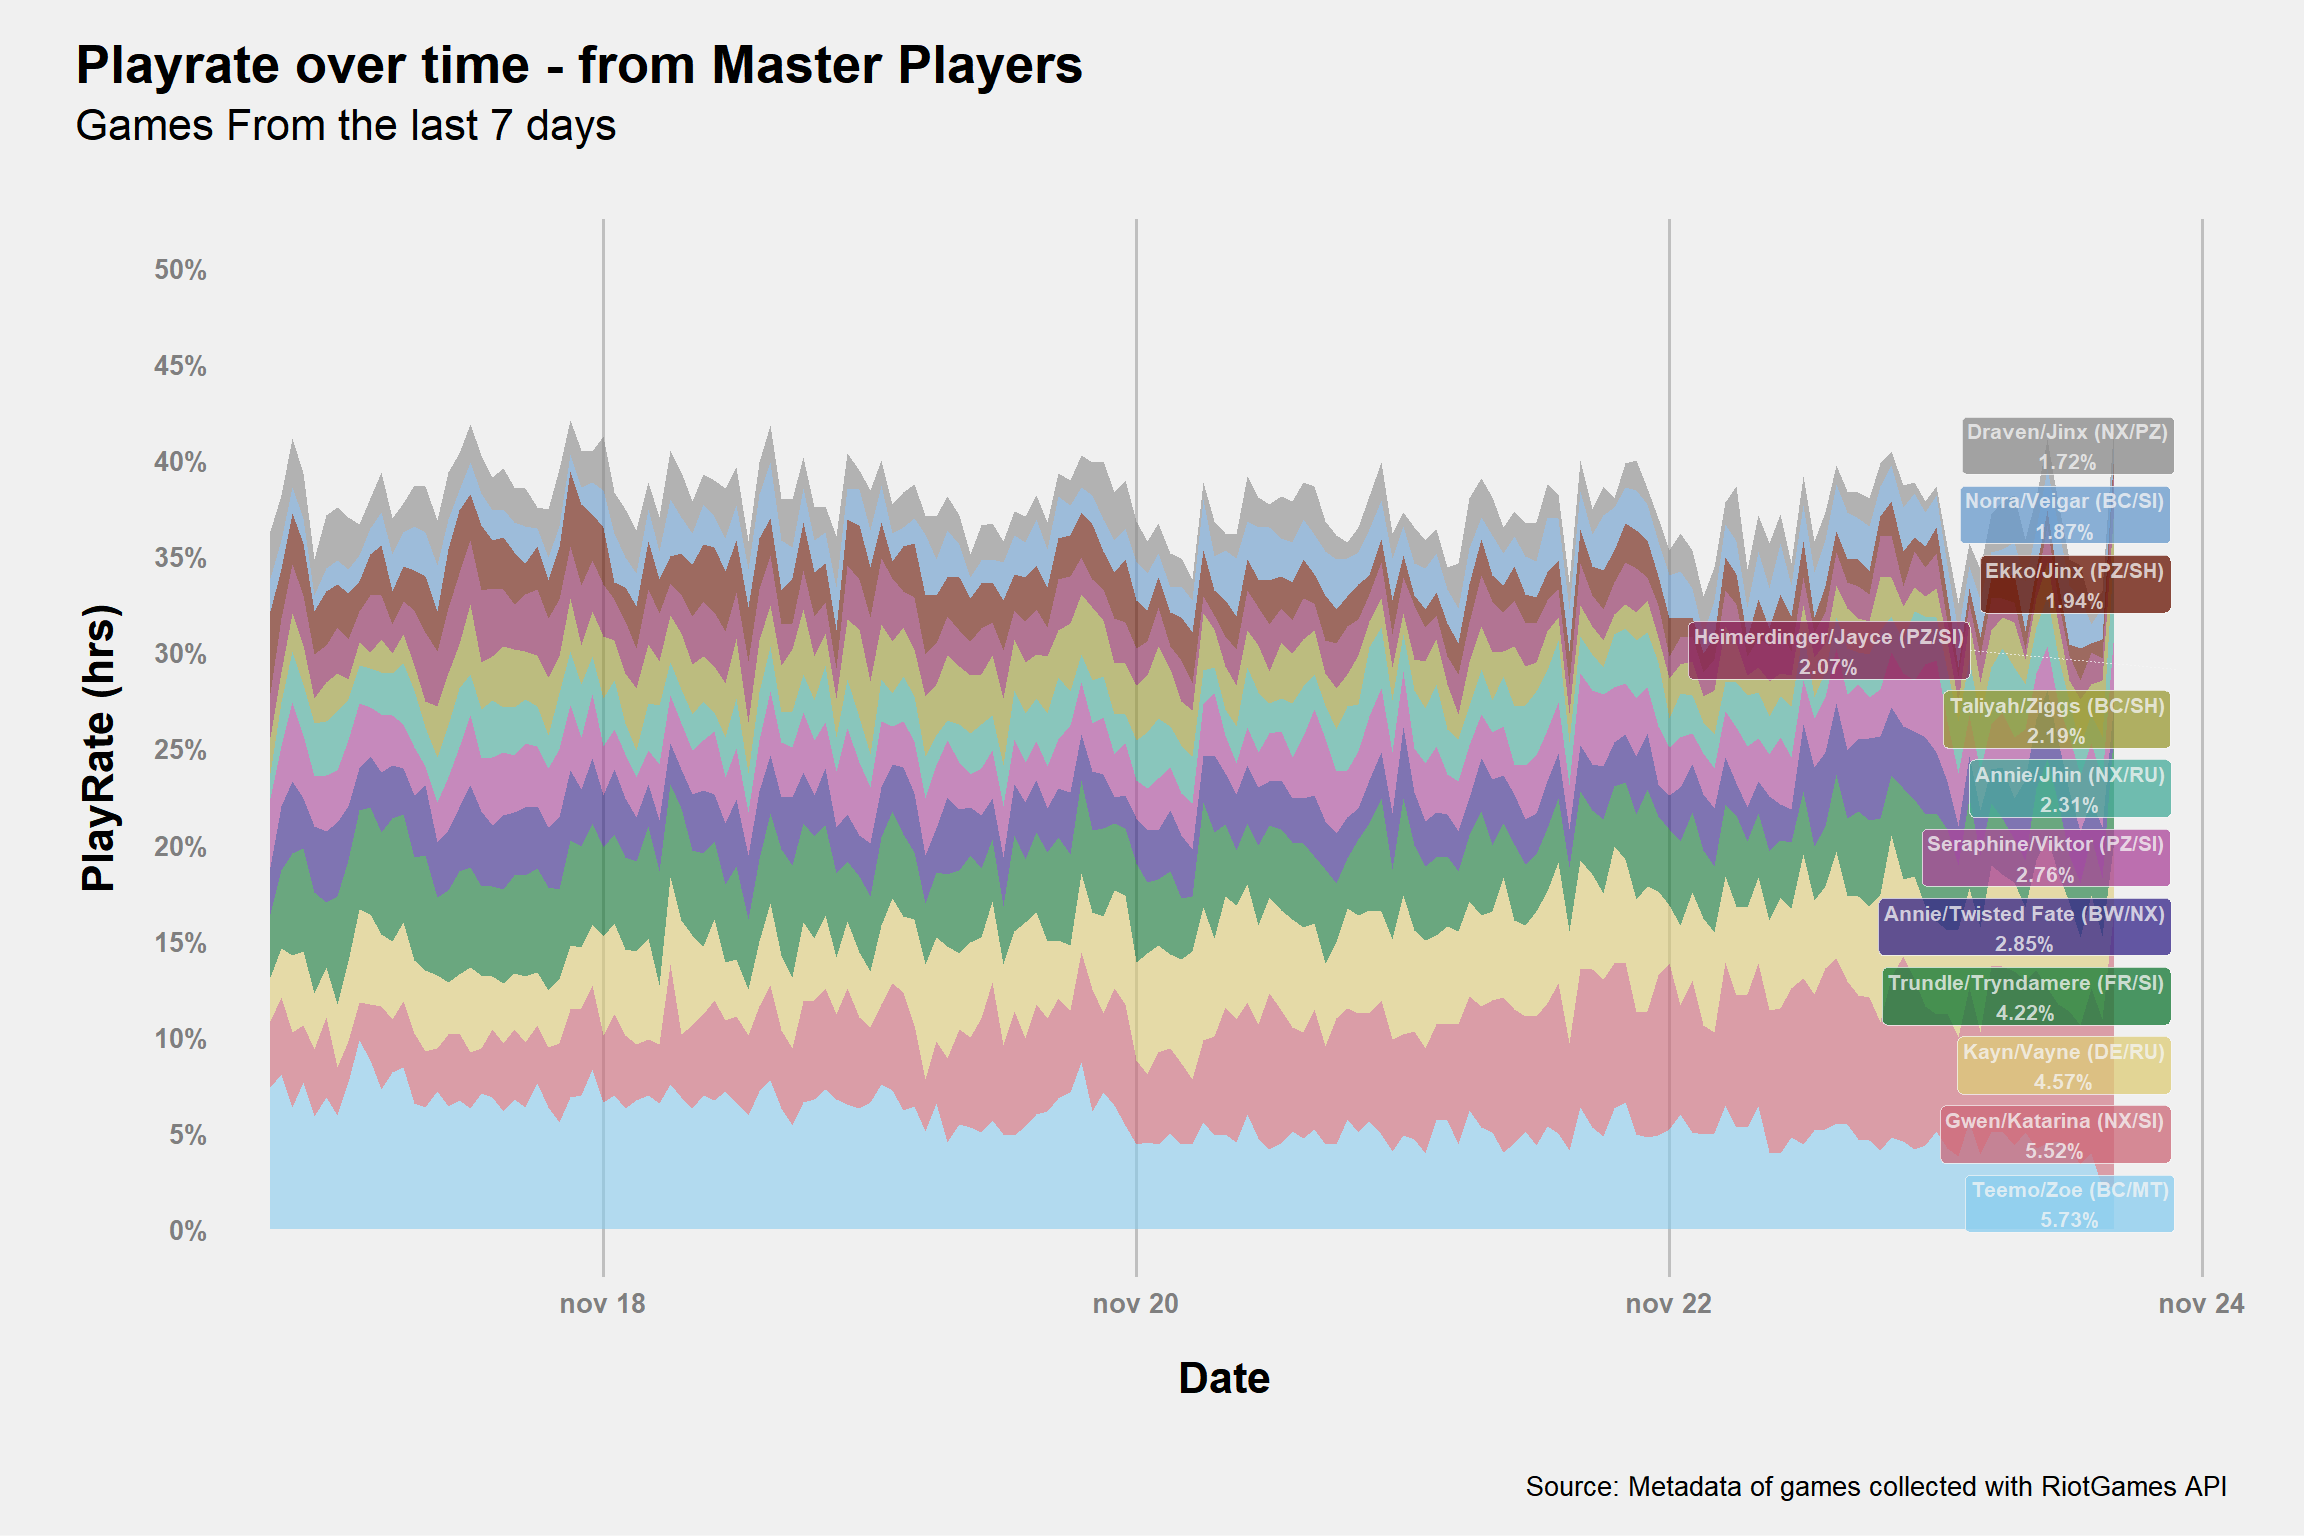 Playrate over time - from Master Players
Games From the last 7 days
PlayRate (hrs)
50%
45%
40%
35%
30%
25%
20%
15%
10%
5%
0%
Draven/Jinx (NX/PZ)
1.72%
Norra/Veigar (BC/SI)
1.87%
Ekko/Jinx (PZ/SH)
1.94%
Heimerdinger/Jayce (PZ/SI)
2.07%
Taliyah/Ziggs (BC/SH)
2.19%
Annie/Jhin (NX/RU)
2.31%
Seraphine/Viktor (PZ/SI)
2.76%
Annie/Twisted Fate (BW/NX)
2.85%
Trundle/Tryndamere (FR/SI)
4.22%
Kayn/Vayne (DE/RU)
4.57%
Gwen/Katarina (NX/SI)
5.52%
Teemo/Zoe (BC/MT)
5.73%
nov 18
nov 20
nov 22
nov 24
Date
Source: Metadata of games collected with RiotGames API